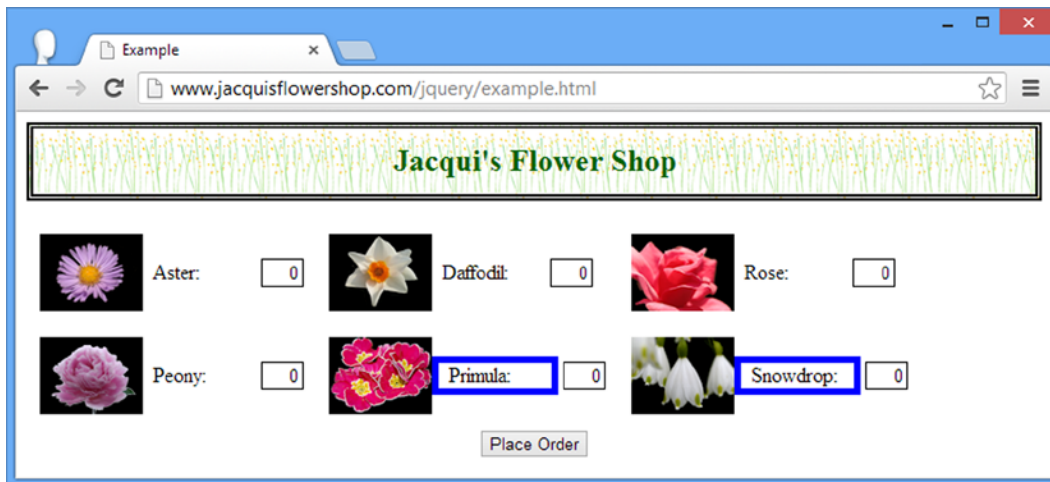 Example
www.jacquisflowershop.com/jquery/example.html
Jacqui's Flower Shop
Aster: 0 Daffodil: 0 Rose: 0
Peony: 0 Primula: 0 Snowdrop: 0
Place Order